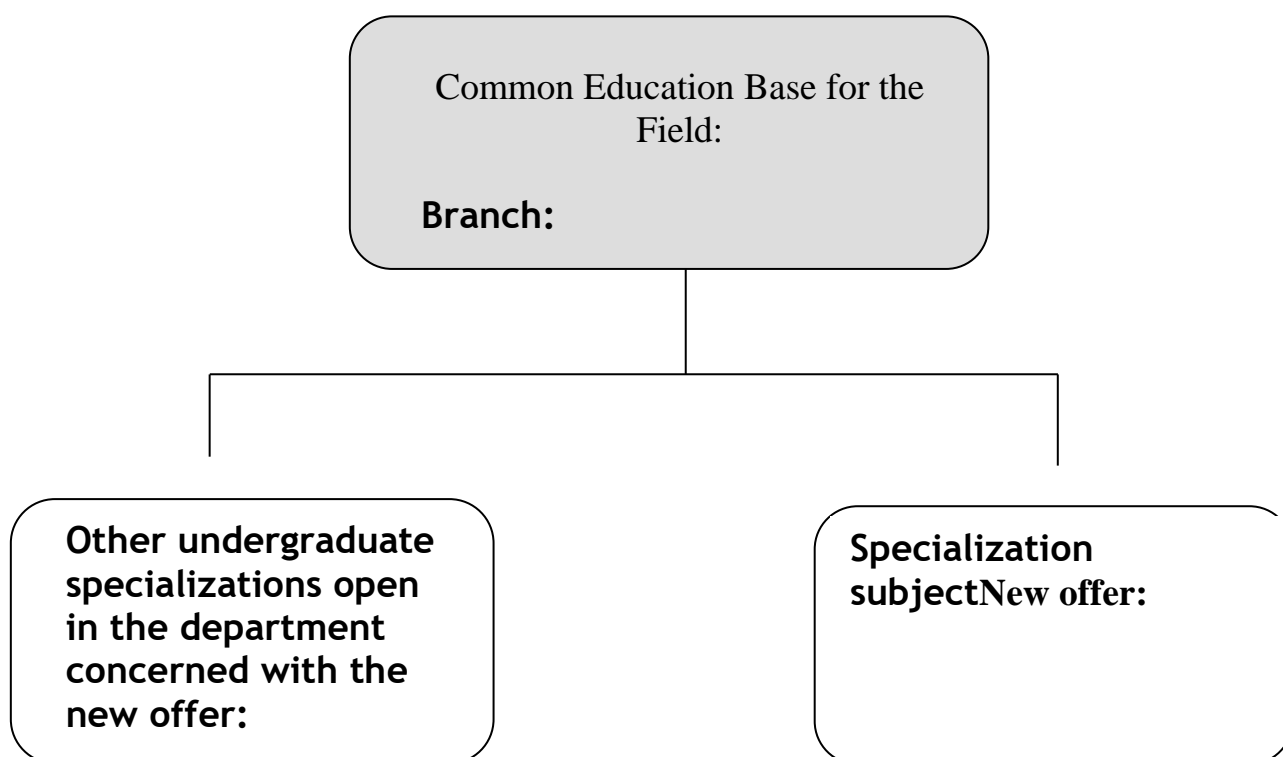 Common Education Base for the
Field:
Branch:
Other undergraduate
specializations open
in the department
concerned with the
new offer:
Specialization
subjectNew offer: